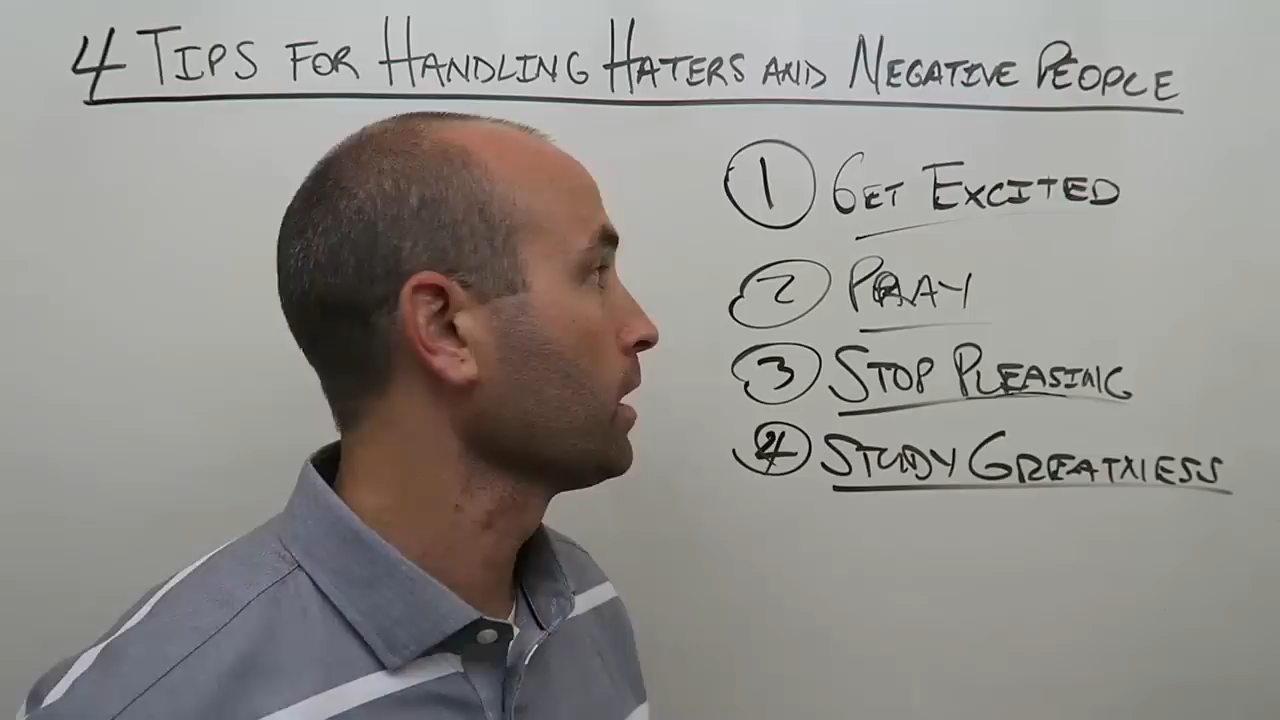 4 TIPS FOR HANDLING HATERS AND NEGATIVE PEOPLE
1 GET EXCITED
2 PRAY
3 STOP PLEASING
4 STUDY GREATNESS